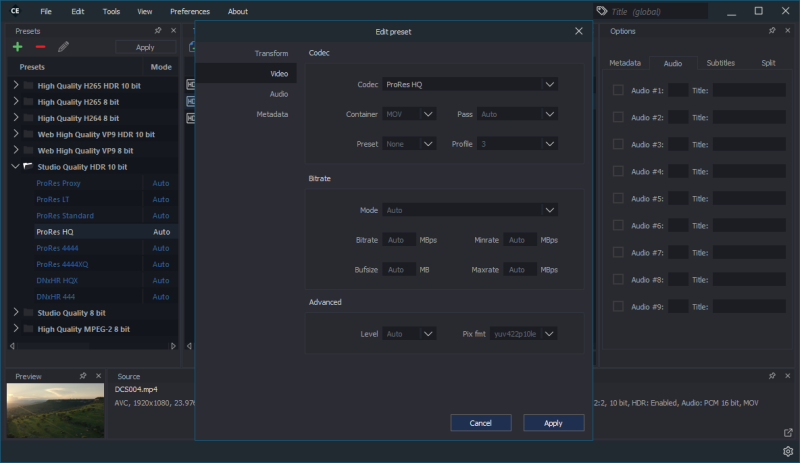 CE File Edit Tools View Preferences About Title (global)
Presets
Apply
Presets Mode
High Quality H265 HDR 10 bit
High Quality H265 8 bit
High Quality H264 8 bit
Web High Quality VP9 HDR 10 bit
Web High Quality VP9 8 bit
Studio Quality HDR 10 bit
ProRes Proxy Auto
ProRes LT Auto
ProRes Standard Auto
ProRes HQ Auto
ProRes 4444 Auto
ProRes 4444XQ Auto
DNxHR HQX Auto
DNxHR 444 Auto
Studio Quality 8 bit
High Quality MPEG-2 8 bit
Edit preset
Transform
Video
Audio
Metadata
Codec
Codec ProRes HQ
Container MOV Pass Auto
Preset None Profile 3
Bitrate
Mode Auto
Bitrate Auto MBps Minrate Auto MBps
Bufsize Auto MB Maxrate Auto MBps
Advanced
Level Auto Pix fmt yuv422p10le
Cancel Apply
Options
Metadata Audio Subtitles Split
Audio #1: Title:
Audio #2: Title:
Audio #3: Title:
Audio #4: Title:
Audio #5: Title:
Audio #6: Title:
Audio #7: Title:
Audio #8: Title:
Audio #9: Title:
Preview
Source
DCS004.mp4
AVC, 1920x1080, 23.970
2:2, 10 bit, HDR: Enabled, Audio: PCM 16 bit, MOV